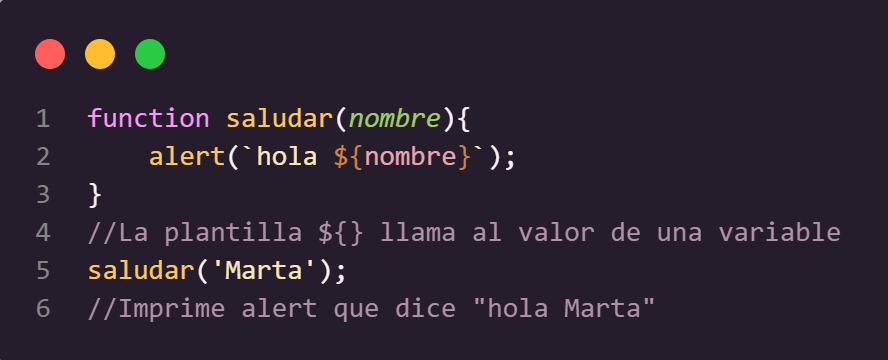 1 function saludar(nombre){
2     alert(`hola ${nombre}`);
3 }
4 //La plantilla ${} llama al valor de una variable
5 saludar('Marta');
6 //Imprime alert que dice "hola Marta"